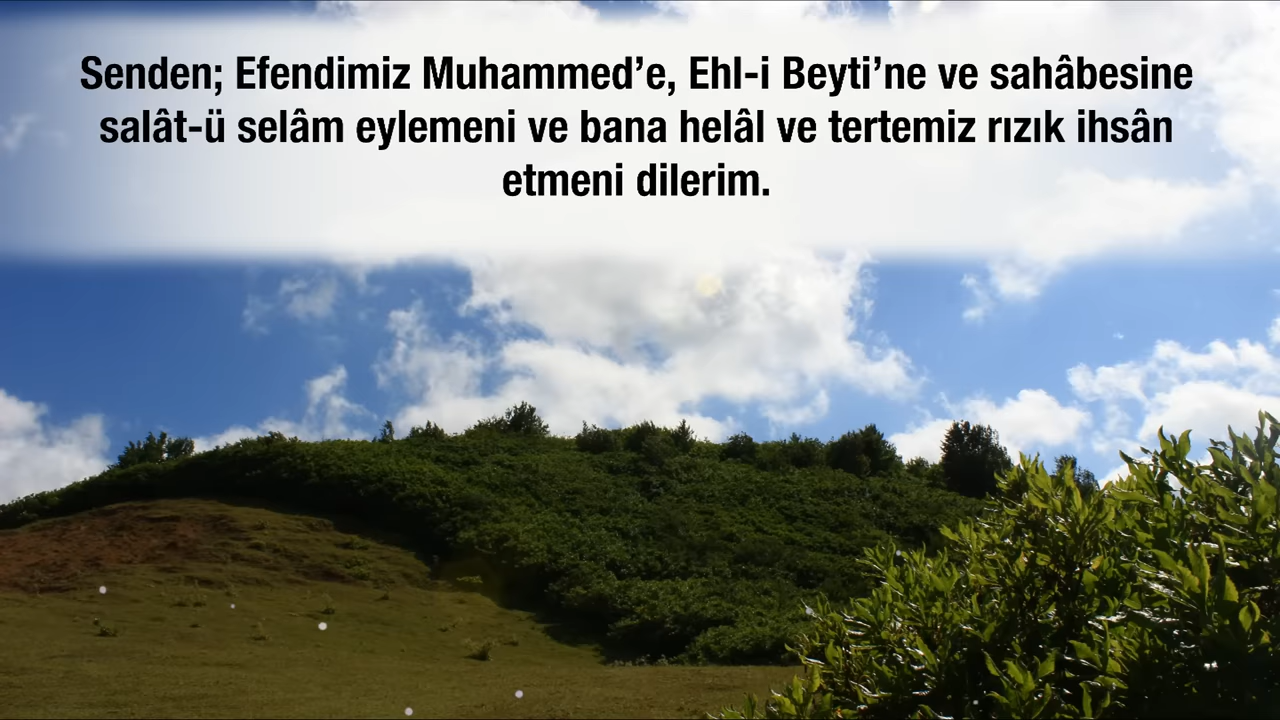 Senden; Efendimiz Muhammed’e, Ehl-i Beyti’ne ve sahâbesine
salât-ü selâm eylemeni ve bana helâl ve tertemiz rızık ihsân
etmeni dilerim.